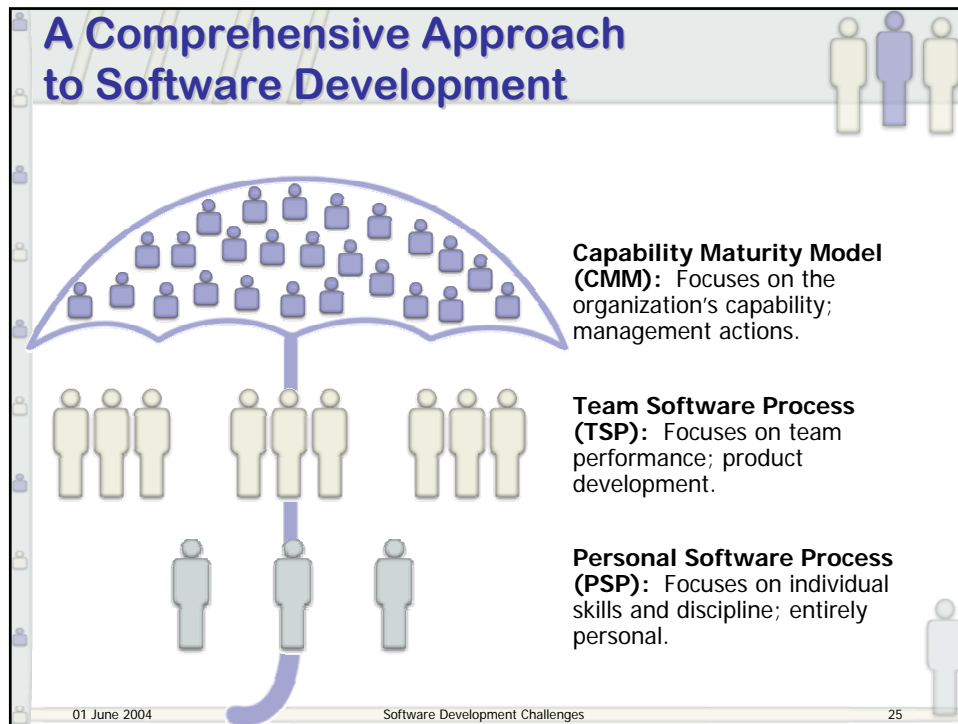 A Comprehensive Approach
to Software Development
Capability Maturity Model
(CMM): Focuses on the
organization's capability;
management actions.
Team Software Process
(TSP): Focuses on team
performance; product
development.
Personal Software Process
(PSP): Focuses on individual
skills and discipline; entirely
personal.
01 June 2004 Software Development Challenges 25